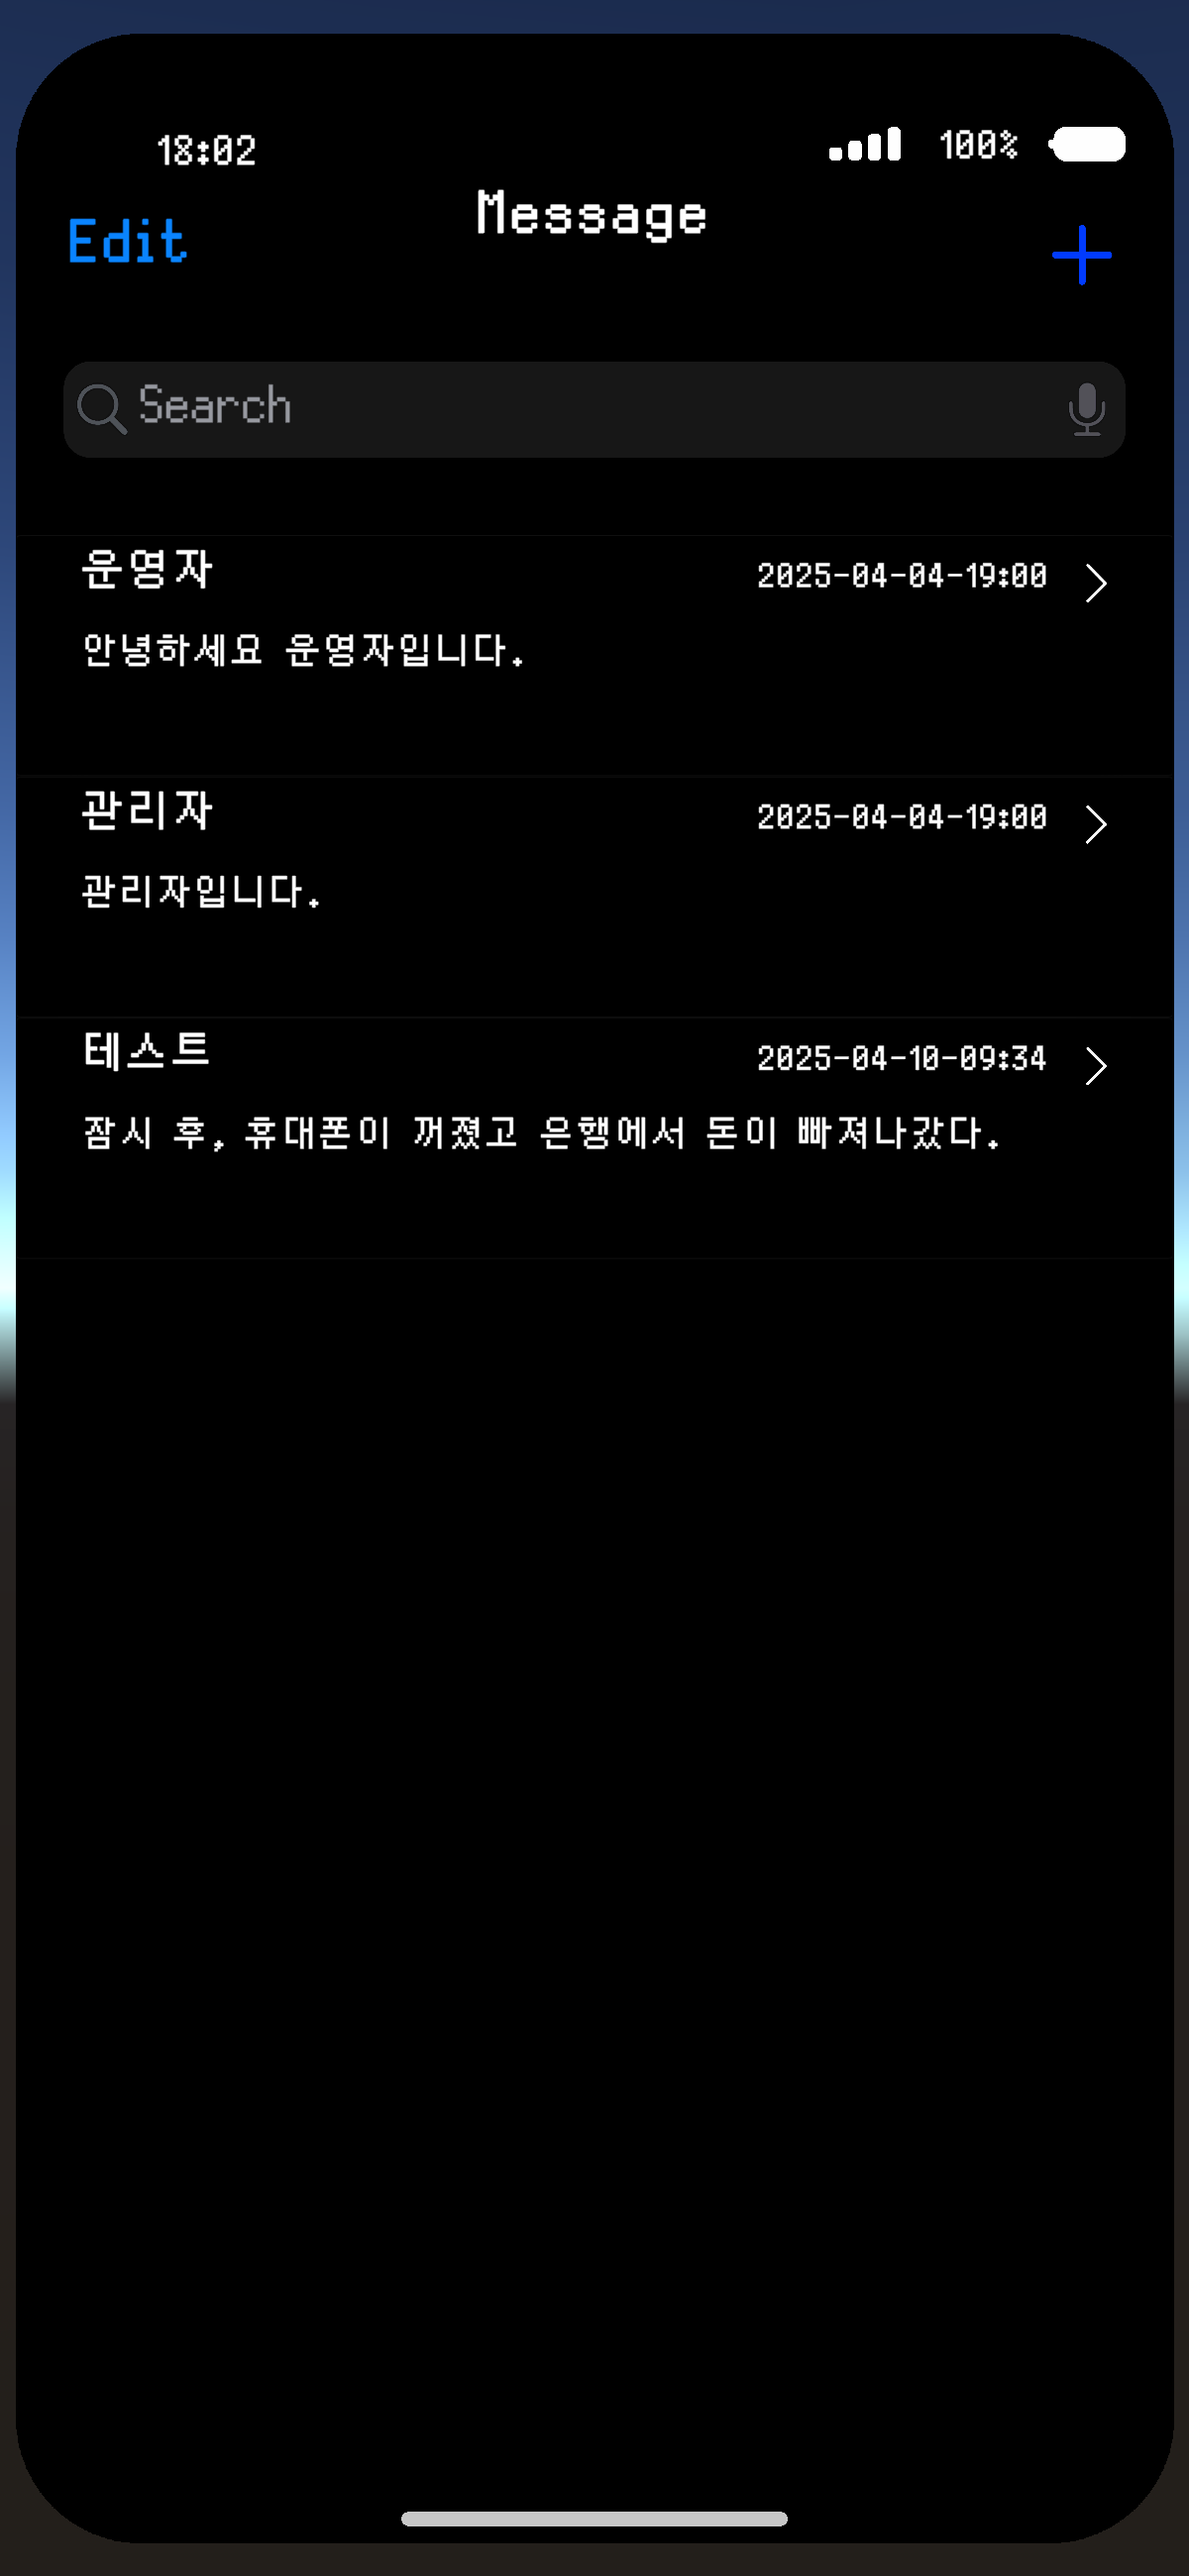 18:02
100%
Message
Edit
Search
운영자
2025-04-04-19:00
안녕하세요 운영자입니다.
관리자
2025-04-04-19:00
관리자입니다.
테스트
2025-04-10-09:34
잠시 후, 휴대폰이 꺼졌고 은행에서 돈이 빠져나갔다.